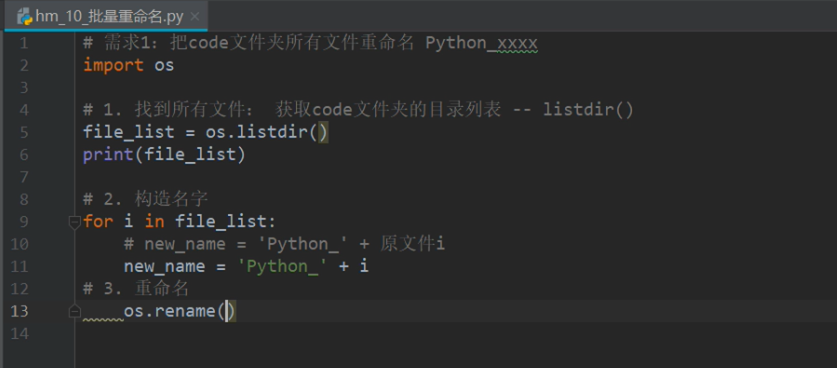 hm_10_批量重命名.py ×
1 # 需求1：把code文件夹所有文件重命名 Python_xxxx
2 import os
3
4 # 1. 找到所有文件： 获取code文件夹的目录列表 -- listdir()
5 file_list = os.listdir()
6 print(file_list)
7
8 # 2. 构造名字
9 for i in file_list:
10 # new_name = 'Python_' + 原文件i
11 new_name = 'Python_' + i
12 # 3. 重命名
13 os.rename()
14